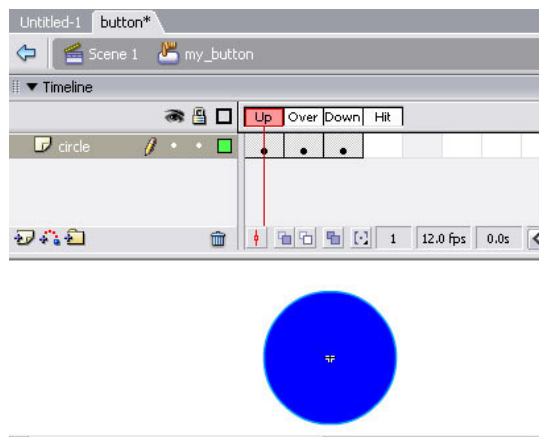 Untitled-1 button*
Scene 1 my_button
Timeline
Up Over Down Hit
circle
1 12.0 fps 0.0s